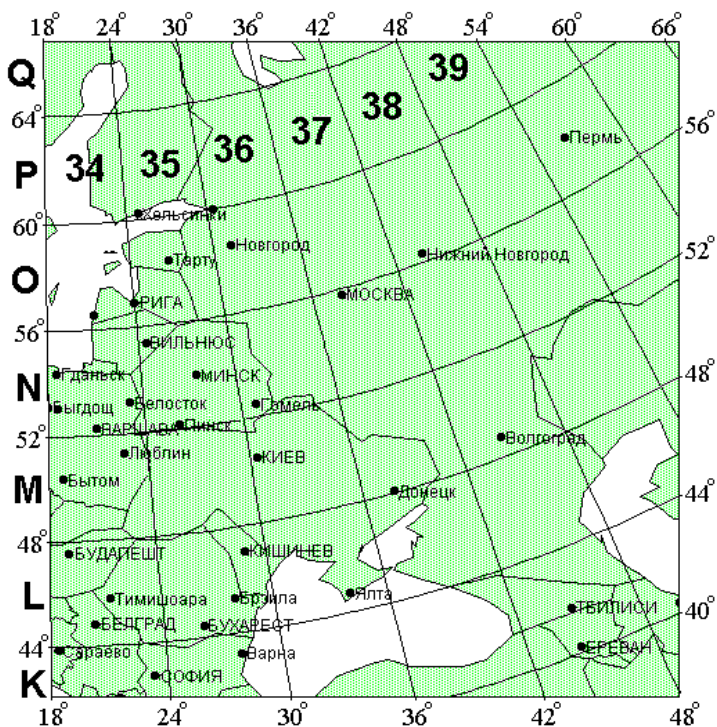 18° 24° 30° 36° 42° 48° 54° 60° 66°
Q
39
64°
38
56°
37
Пермь
36
35
34
P
Хельсинки
60°
Новгород
52°
Тарту
Нижний Новгород
O
МОСКВА
РИГА
56°
ВИЛЬНЮС
Гданьск
МИНСК
48°
N
Быгдощ
Белосток
Гомель
ВАРШАВА
Пинск
52°
Волгоград
Люблин
КИЕВ
Бытом
M
Донецк
44°
48°
БУДАПЕШТ
КИШИНЕВ
L
Тимишоара
Брэила
Ялта
ТБИЛИСИ
40°
БЕЛГРАД
БУХАРЕСТ
44°
Сараево
Варна
ЕРЕВАН
K
СОФИЯ
18° 24° 30° 36° 42° 48°